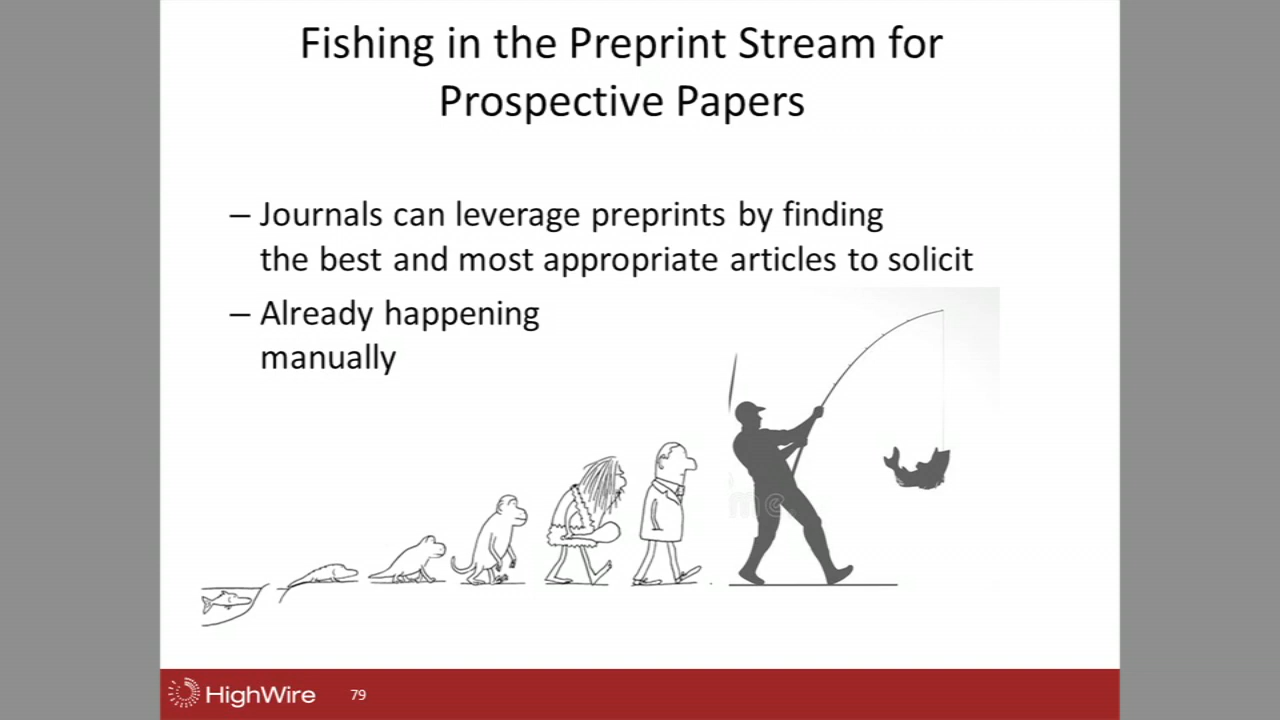 Fishing in the Preprint Stream for
Prospective Papers
– Journals can leverage preprints by finding
the best and most appropriate articles to solicit
– Already happening
manually
HighWire
79